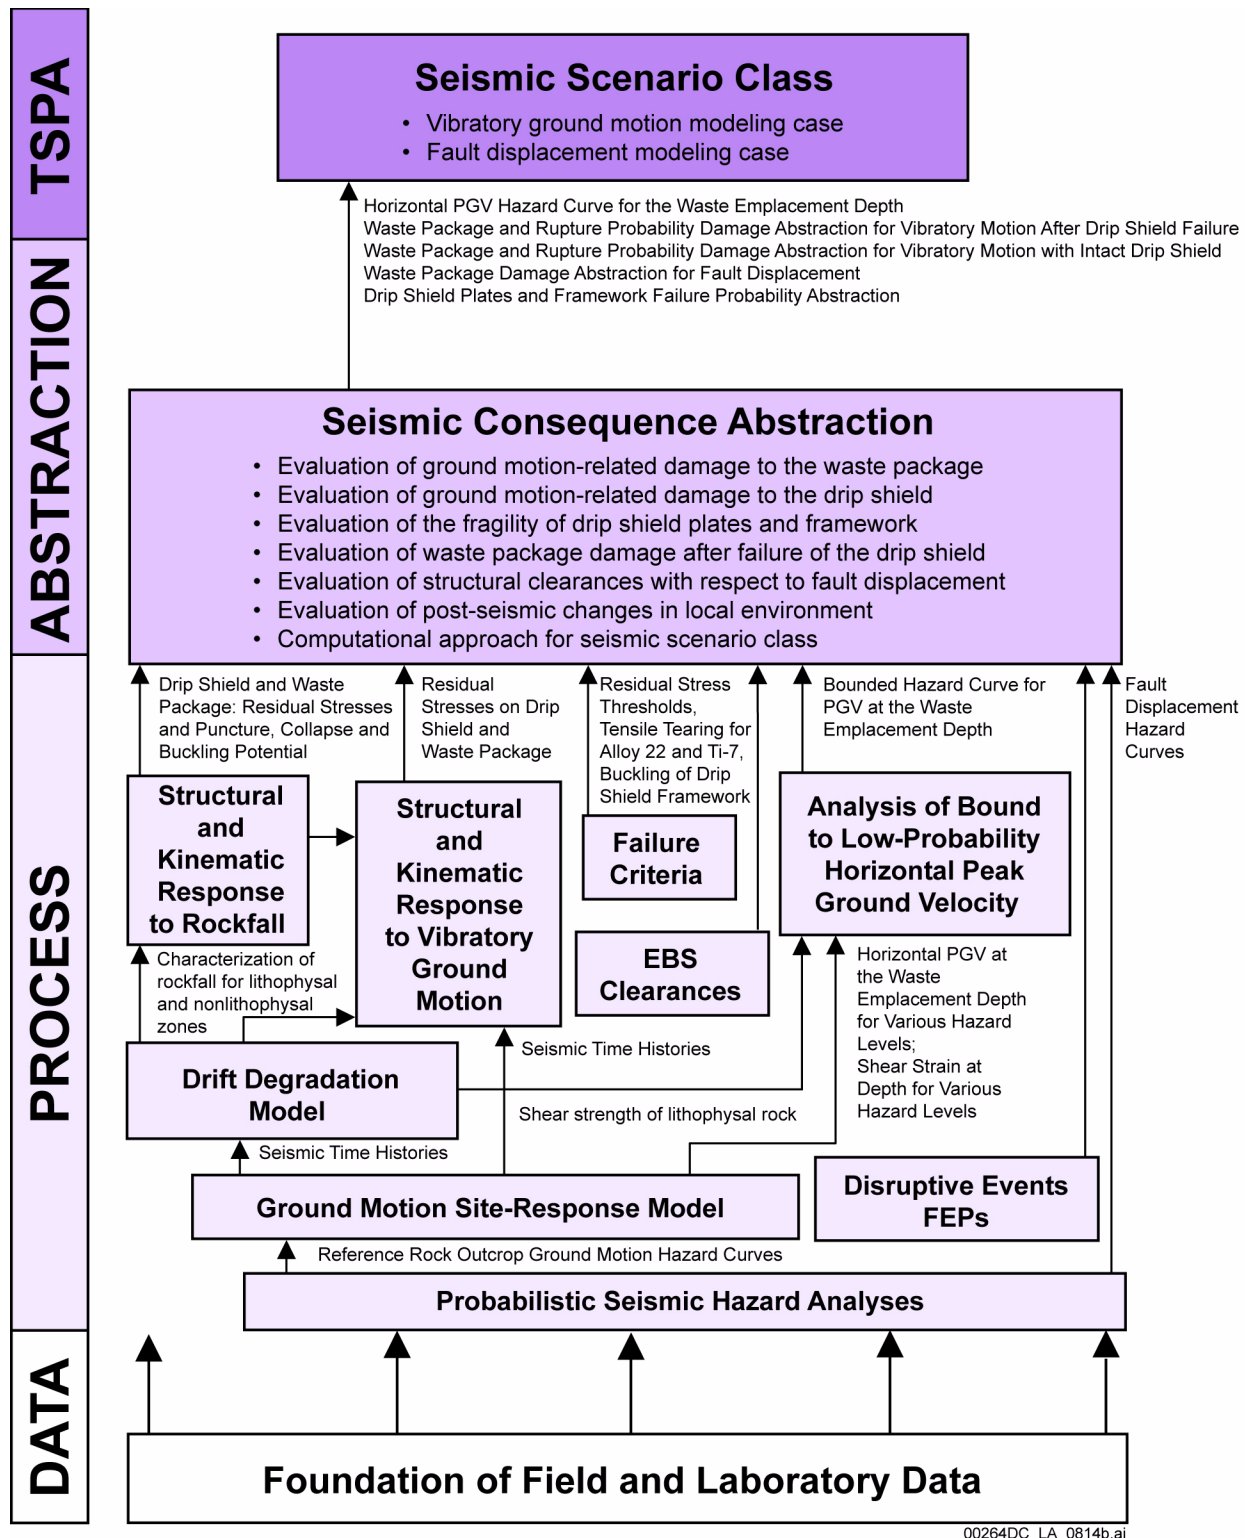 TSPA
Seismic Scenario Class
• Vibratory ground motion modeling case
• Fault displacement modeling case
Horizontal PGV Hazard Curve for the Waste Emplacement Depth
Waste Package and Rupture Probability Damage Abstraction for Vibratory Motion After Drip Shield Failure
Waste Package and Rupture Probability Damage Abstraction for Vibratory Motion with Intact Drip Shield
Waste Package Damage Abstraction for Fault Displacement
Drip Shield Plates and Framework Failure Probability Abstraction
ABSTRACTION
Seismic Consequence Abstraction
• Evaluation of ground motion-related damage to the waste package
• Evaluation of ground motion-related damage to the drip shield
• Evaluation of the fragility of drip shield plates and framework
• Evaluation of waste package damage after failure of the drip shield
• Evaluation of structural clearances with respect to fault displacement
• Evaluation of post-seismic changes in local environment
• Computational approach for seismic scenario class
PROCESS
Drip Shield and Waste
Package: Residual Stresses
and Puncture, Collapse and
Buckling Potential
Residual
Stresses on Drip
Shield and
Waste Package
Residual Stress
Thresholds,
Tensile Tearing for
Alloy 22 and Ti-7,
Buckling of Drip
Shield Framework
Bounded Hazard Curve for
PGV at the Waste
Emplacement Depth
Fault
Displacement
Hazard
Curves
Structural
and
Kinematic
Response
to Rockfall
Structural
and
Kinematic
Response
to Vibratory
Ground
Motion
Failure
Criteria
Analysis of Bound
to Low-Probability
Horizontal Peak
Ground Velocity
EBS
Clearances
Characterization of
rockfall for lithophysal
and nonlithophysal
zones
Horizontal PGV at
the Waste
Emplacement Depth
for Various Hazard
Levels;
Shear Strain at
Depth for Various
Hazard Levels
Seismic Time Histories
Drift Degradation
Model
Shear strength of lithophysal rock
Seismic Time Histories
Ground Motion Site-Response Model
Disruptive Events
FEPs
Reference Rock Outcrop Ground Motion Hazard Curves
Probabilistic Seismic Hazard Analyses
DATA
Foundation of Field and Laboratory Data
00264DC_LA_0814b.ai